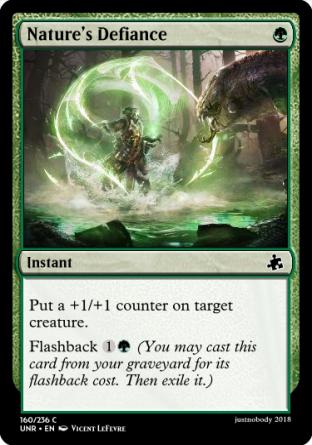 Nature's Defiance
Instant
Put a +1/+1 counter on target
creature.
Flashback 1 (You may cast this
card from your graveyard for its
flashback cost. Then exile it.)
160/236 C
justnobody 2018
UNR • EN Vicent LeFevre